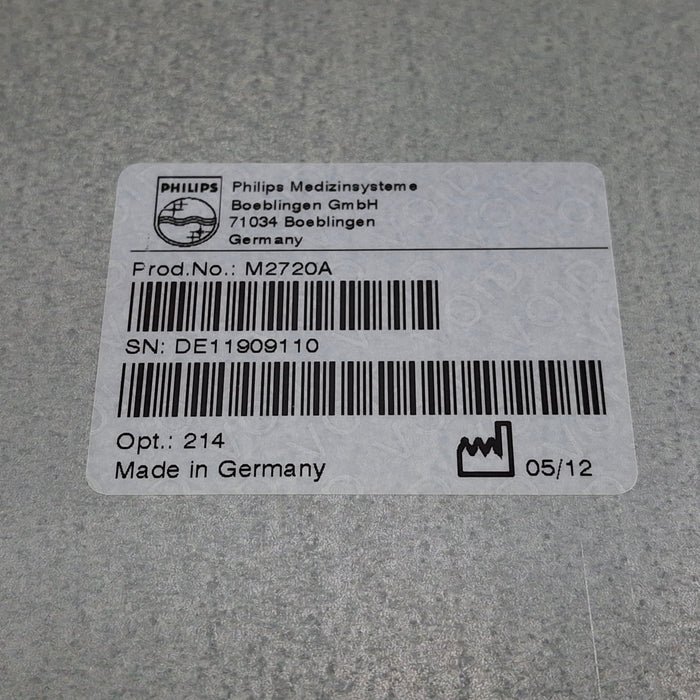 PHILIPS
Philips Medizinsysteme
Boeblingen GmbH
71034 Boeblingen
Germany
Prod.No.: M2720A
SN: DE11909110
Opt.: 214
Made in Germany
05/12
VOID